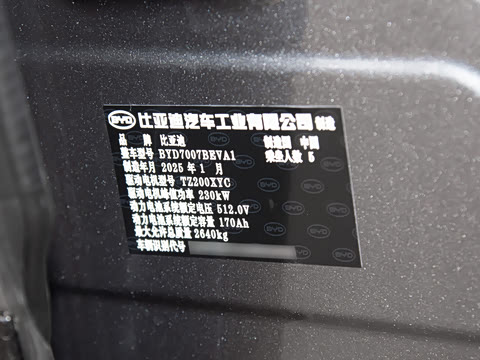 BYD 比亚迪汽车工业有限公司 制造
品 牌 比亚迪 制造国 中国
整车型号 BYD7007BEVA1 乘坐人数 5
制造年月 2025 年 1 月
驱动电机型号 TZ200XYC
驱动电机峰值功率 230kW
动力电池系统额定电压 512.0V
动力电池系统额定容量 170Ah
最大允许总质量 2640kg
车辆识别代号